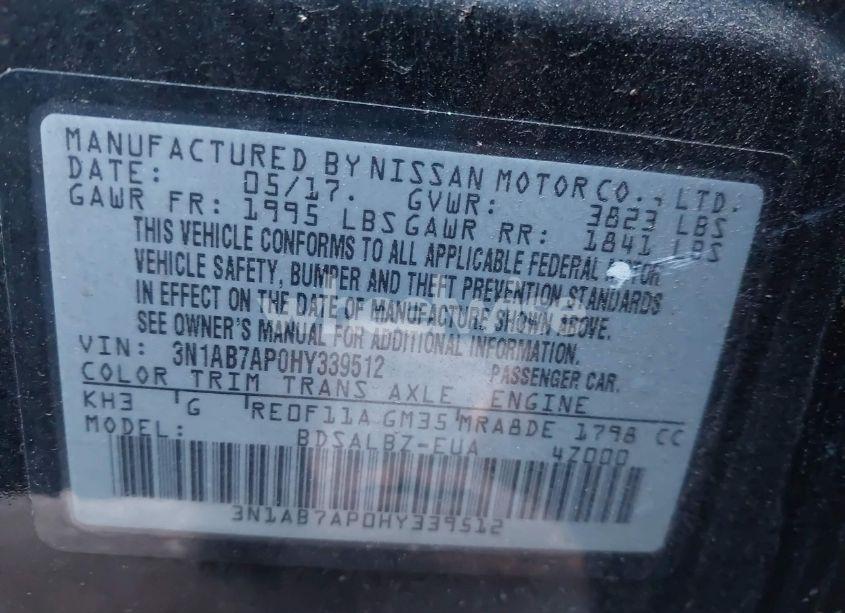 MANUFACTURED BY NISSAN MOTOR CO., LTD.
DATE: 05/17. GVWR: 3823 LBS
GAWR FR: 1995 LBS GAWR RR: 1841 LBS
THIS VEHICLE CONFORMS TO ALL APPLICABLE FEDERAL MOTOR
VEHICLE SAFETY, BUMPER AND THEFT PREVENTION STANDARDS
IN EFFECT ON THE DATE OF MANUFACTURE SHOWN ABOVE.
SEE OWNER'S MANUAL FOR ADDITIONAL INFORMATION.
VIN: 3N1AB7AP0HY339512 PASSENGER CAR.
COLOR TRIM TRANS AXLE ENGINE
KH3 G RE0F11A GM35 MRA8DE 1798 CC
MODEL: BDSALBZ-EUA 4Z000
3N1AB7AP0HY339512